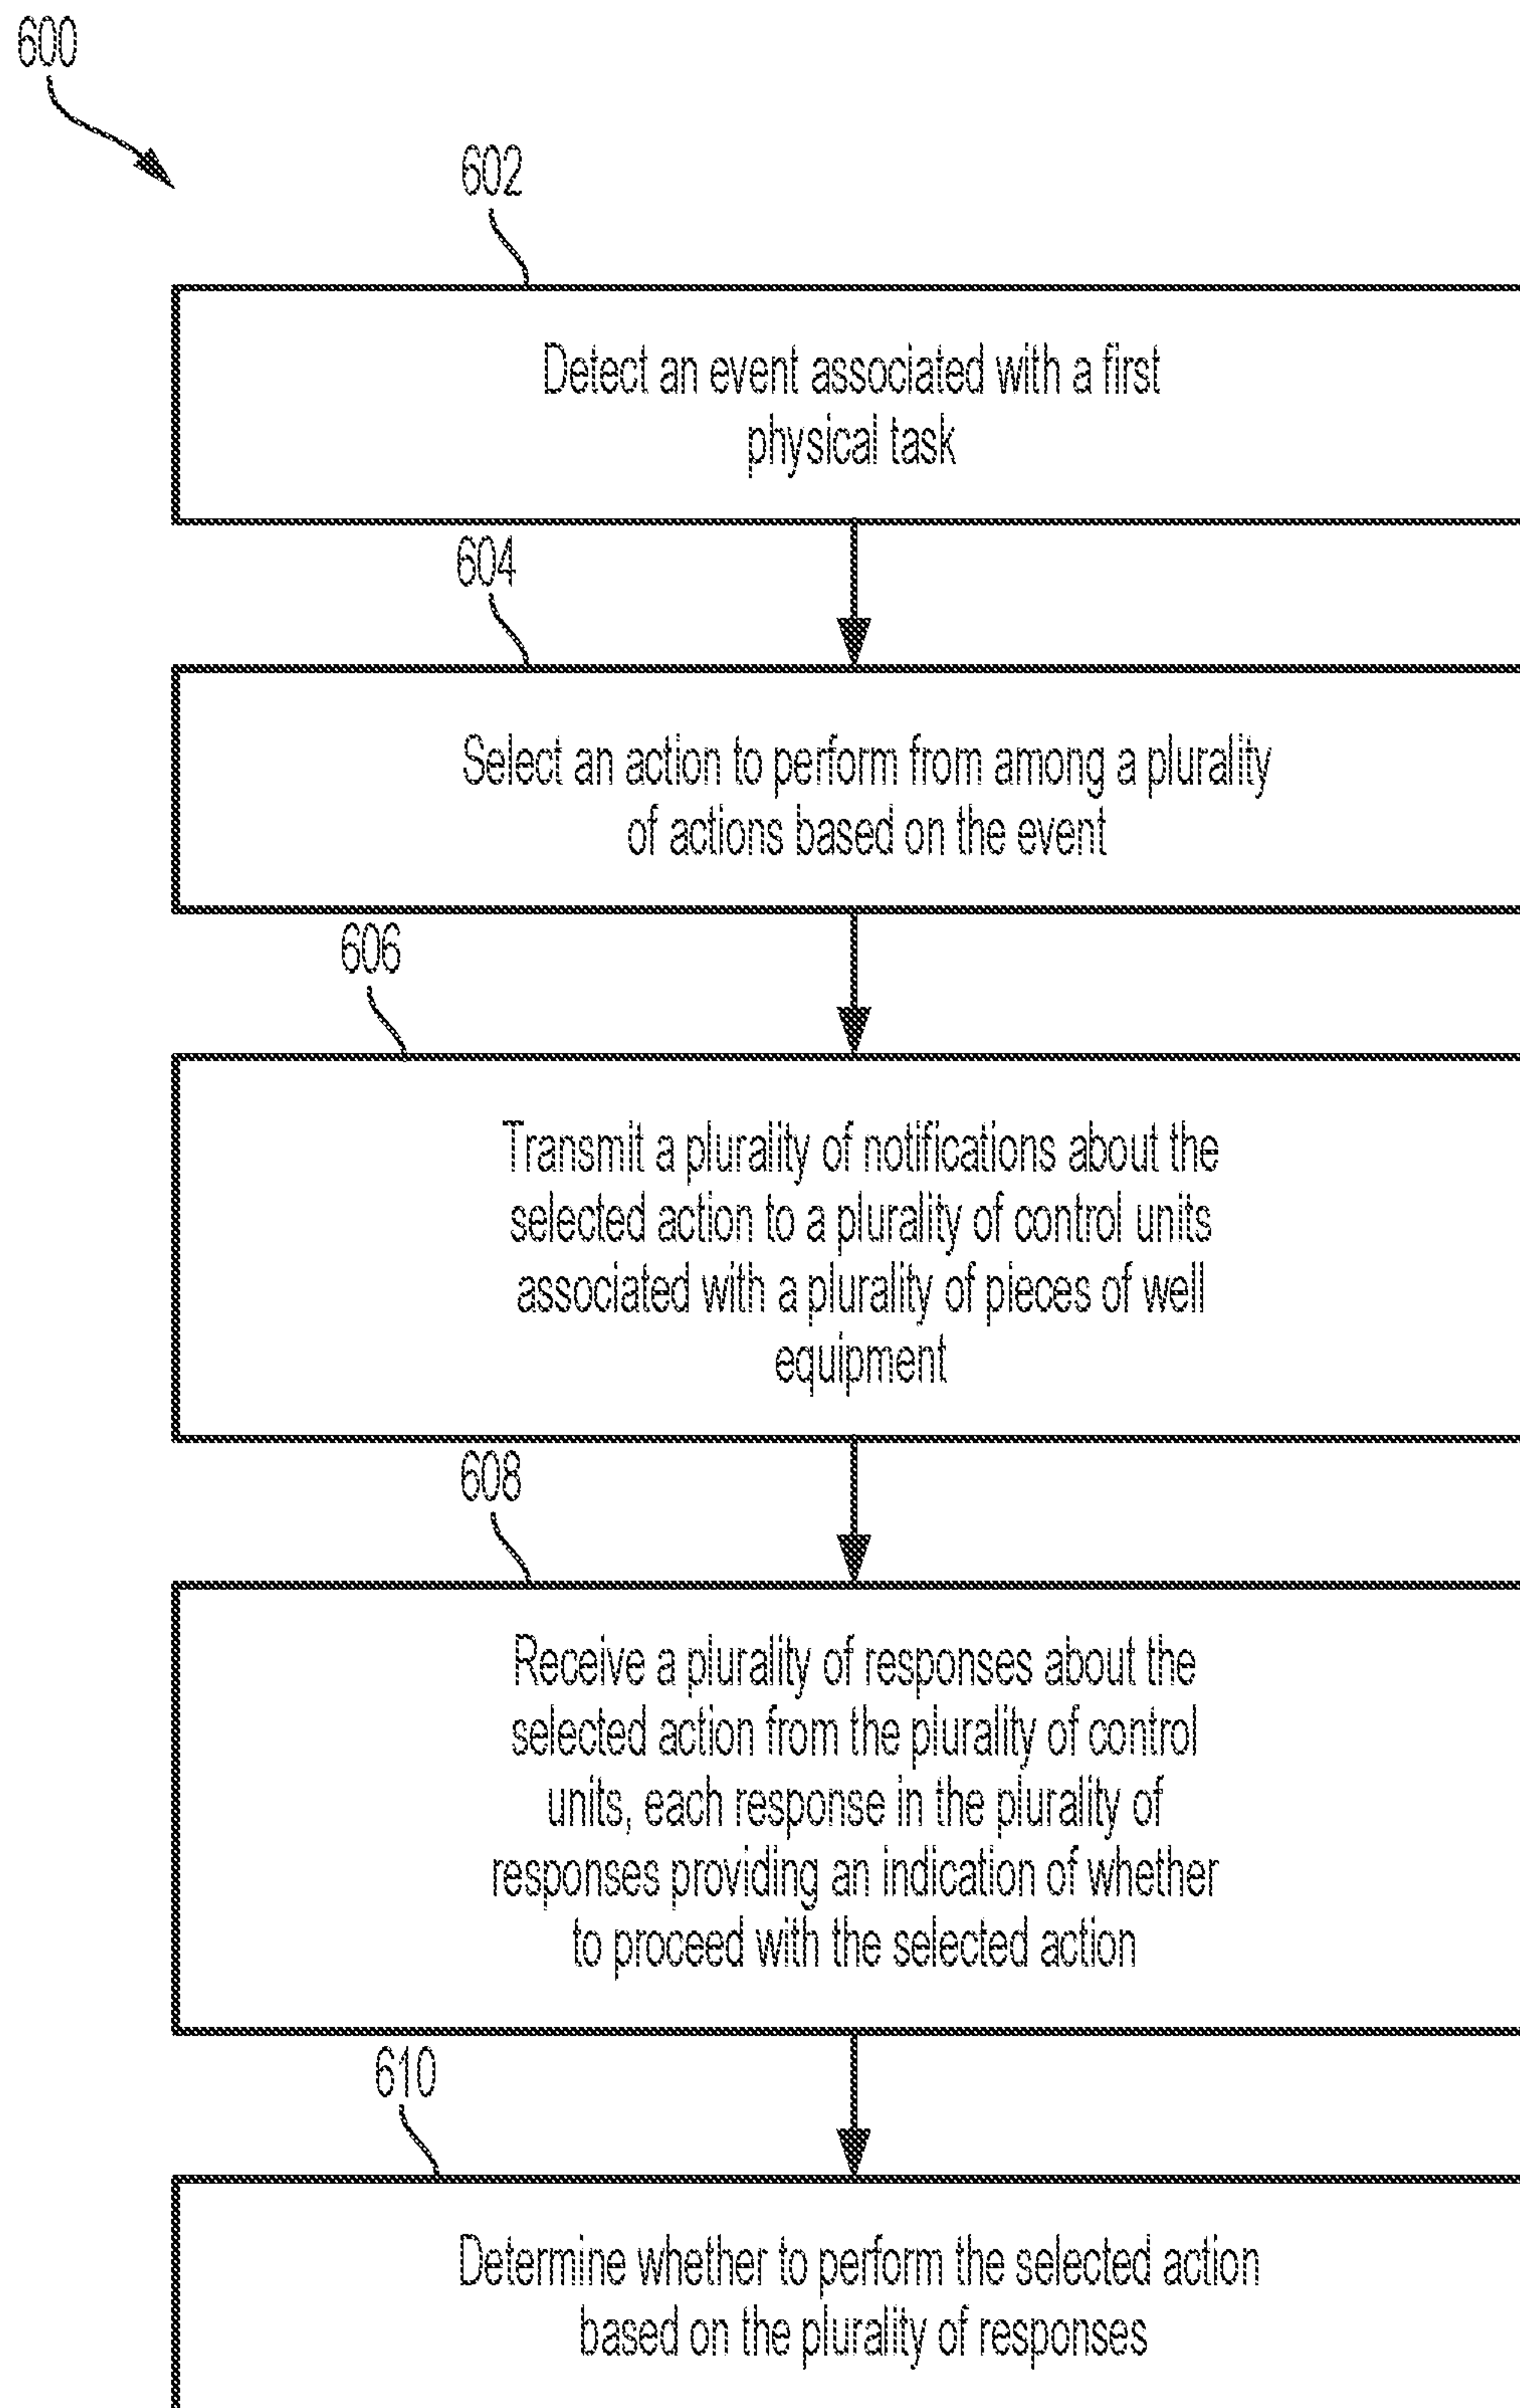 600
602
Detect an event associated with a first
physical task
604
Select an action to perform from among a plurality
of actions based on the event
606
Transmit a plurality of notifications about the
selected action to a plurality of control units
associated with a plurality of pieces of well
equipment
608
Receive a plurality of responses about the
selected action from the plurality of control
units, each response in the plurality of
responses providing an indication of whether
to proceed with the selected action
610
Determine whether to perform the selected action
based on the plurality of responses